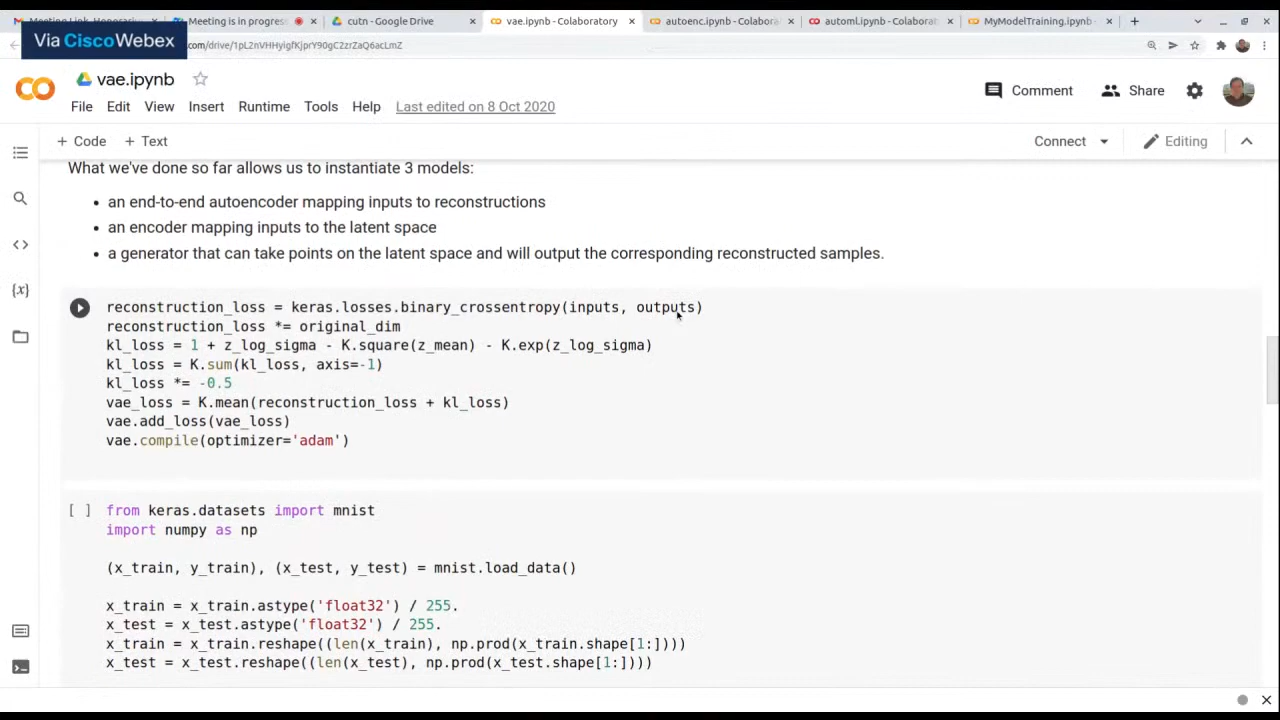 Meeting is in progress
cutn - Google Drive
vae.ipynb - Colaboratory
autoenc.ipynb - Colabora
automl.ipynb - Colaborat
MyModelTraining.ipynb
Via CiscoWebex
.com/drive/1pL2nVHHyigfKjprY90gC2zrZaQ6acLmZ
vae.ipynb
File Edit View Insert Runtime Tools Help Last edited on 8 Oct 2020
Comment Share
+ Code + Text
Connect Editing
What we've done so far allows us to instantiate 3 models:
• an end-to-end autoencoder mapping inputs to reconstructions
• an encoder mapping inputs to the latent space
• a generator that can take points on the latent space and will output the corresponding reconstructed samples.
reconstruction_loss = keras.losses.binary_crossentropy(inputs, outputs)
reconstruction_loss *= original_dim
kl_loss = 1 + z_log_sigma - K.square(z_mean) - K.exp(z_log_sigma)
kl_loss = K.sum(kl_loss, axis=-1)
kl_loss *= -0.5
vae_loss = K.mean(reconstruction_loss + kl_loss)
vae.add_loss(vae_loss)
vae.compile(optimizer='adam')
[ ] from keras.datasets import mnist
import numpy as np
(x_train, y_train), (x_test, y_test) = mnist.load_data()
x_train = x_train.astype('float32') / 255.
x_test = x_test.astype('float32') / 255.
x_train = x_train.reshape((len(x_train), np.prod(x_train.shape[1:])))
x_test = x_test.reshape((len(x_test), np.prod(x_test.shape[1:])))